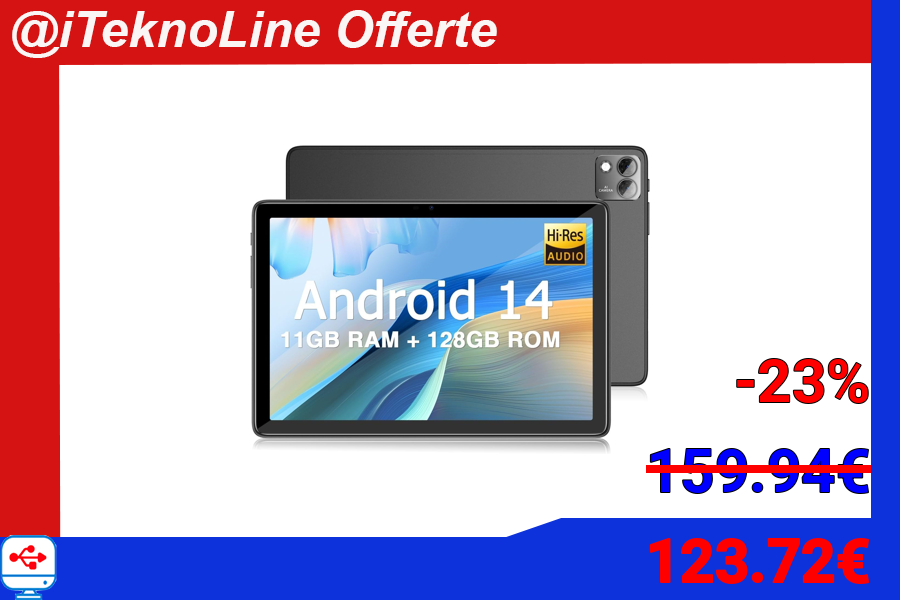 @iTeknoLine Offerte
Hi-Res
AUDIO
Android 14
11GB RAM + 128GB ROM
-23%
159.94€
123.72€